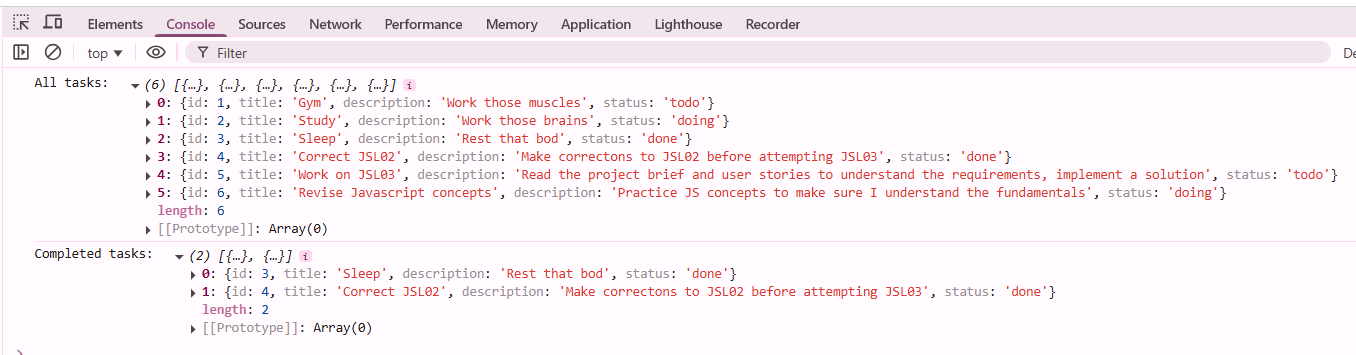 Elements Console Sources Network Performance Memory Application Lighthouse Recorder
top Filter De
All tasks: (6) [{…}, {…}, {…}, {…}, {…}, {…}] i
0: {id: 1, title: 'Gym', description: 'Work those muscles', status: 'todo'}
1: {id: 2, title: 'Study', description: 'Work those brains', status: 'doing'}
2: {id: 3, title: 'Sleep', description: 'Rest that bod', status: 'done'}
3: {id: 4, title: 'Correct JSL02', description: 'Make correctons to JSL02 before attempting JSL03', status: 'done'}
4: {id: 5, title: 'Work on JSL03', description: 'Read the project brief and user stories to understand the requirements, implement a solution', status: 'todo'}
5: {id: 6, title: 'Revise Javascript concepts', description: 'Practice JS concepts to make sure I understand the fundamentals', status: 'doing'}
length: 6
[[Prototype]]: Array(0)
Completed tasks: (2) [{…}, {…}] i
0: {id: 3, title: 'Sleep', description: 'Rest that bod', status: 'done'}
1: {id: 4, title: 'Correct JSL02', description: 'Make correctons to JSL02 before attempting JSL03', status: 'done'}
length: 2
[[Prototype]]: Array(0)